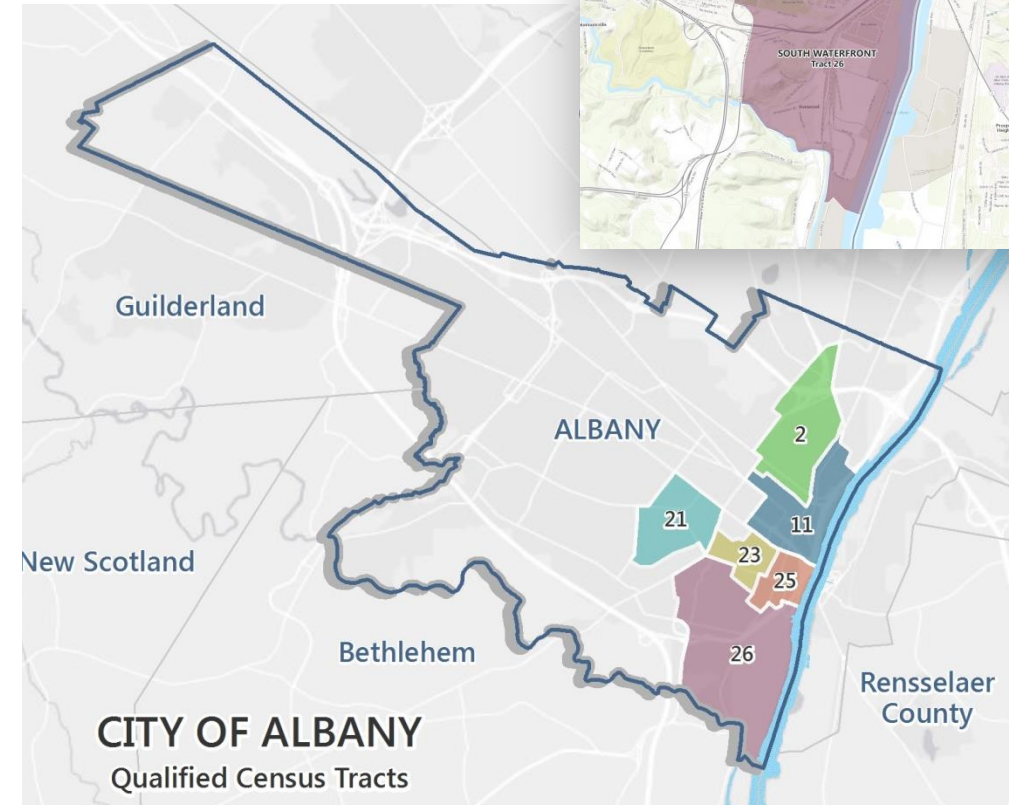 SOUTH WATERFRONT
Tract 26
Guilderland
ALBANY
2
21
11
23
25
New Scotland
26
Bethlehem
Rensselaer
County
CITY OF ALBANY
Qualified Census Tracts